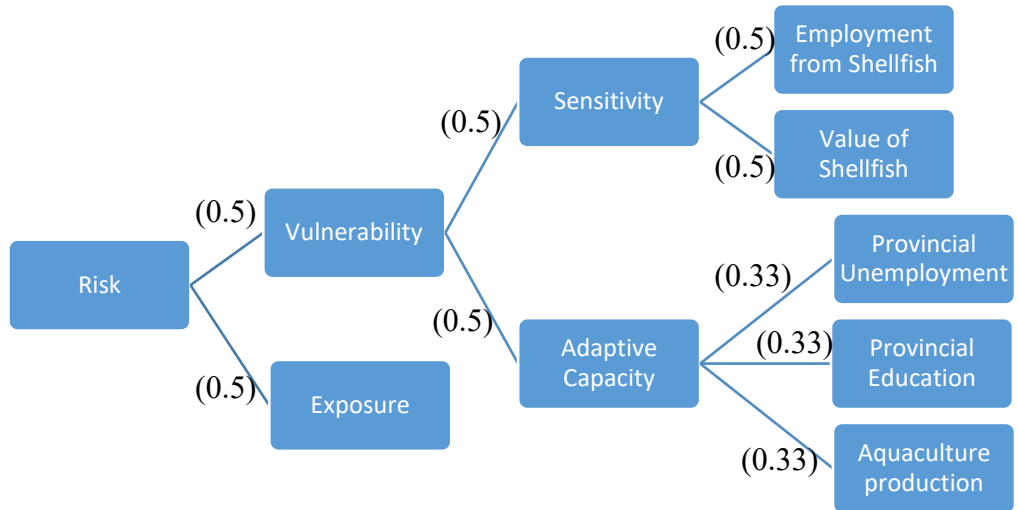 Risk
(0.5)
(0.5)
Vulnerability
Exposure
(0.5)
(0.5)
Sensitivity
Adaptive
Capacity
(0.5)
(0.5)
Employment
from Shellfish
Value of
Shellfish
(0.33)
(0.33)
(0.33)
Provincial
Unemployment
Provincial
Education
Aquaculture
production